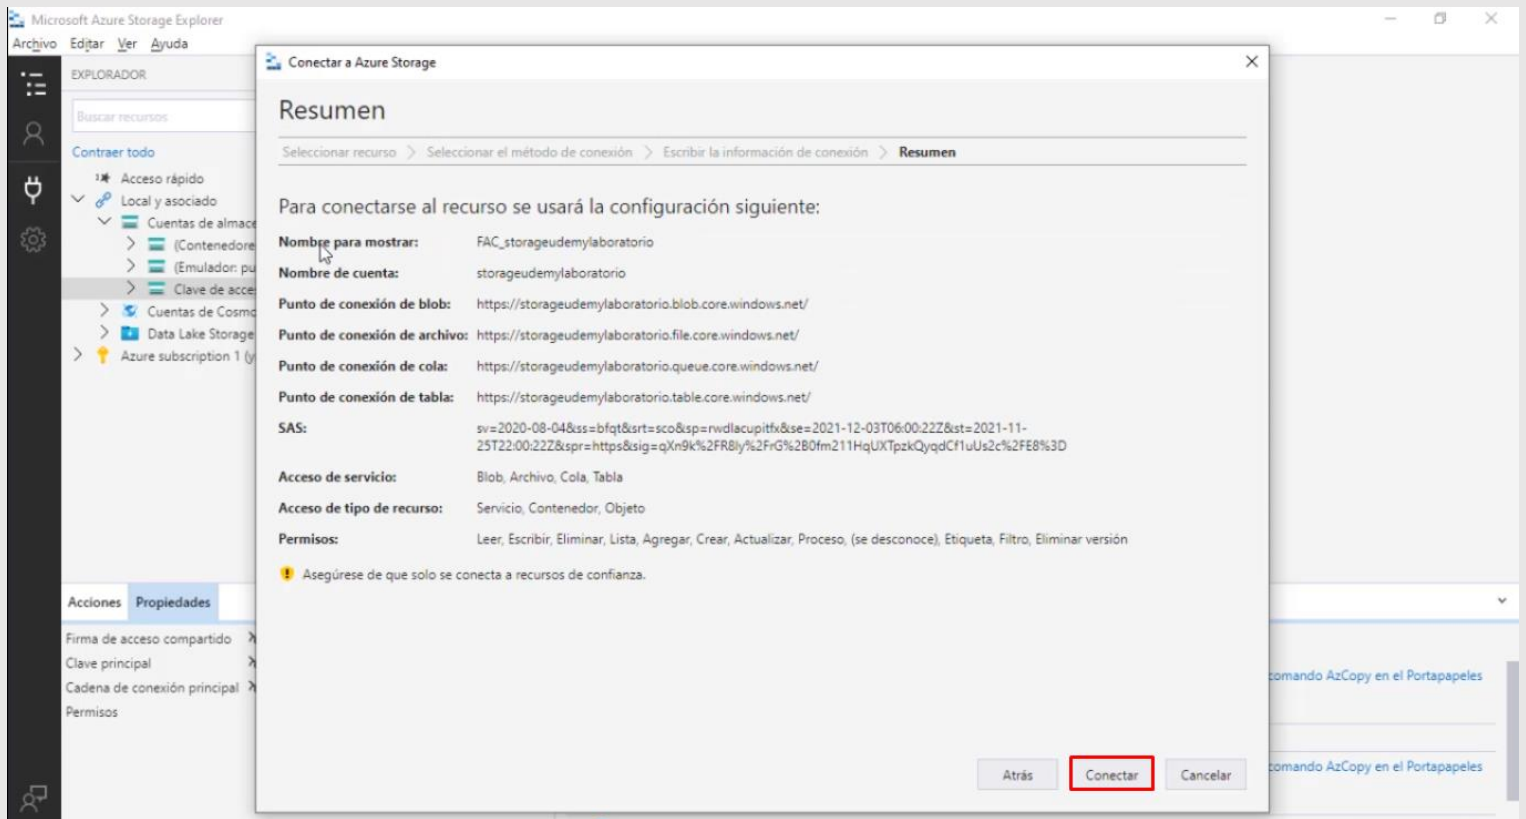 Microsoft Azure Storage Explorer
Archivo Editar Ver Ayuda
EXPLORADOR
Buscar recursos
Contraer todo
Acceso rápido
Local y asociado
Cuentas de almace
(Contenedore
(Emulador: pu
Clave de acce
Cuentas de Cosmo
Data Lake Storage
Azure subscription 1 (y
Acciones Propiedades
Firma de acceso compartido
Clave principal
Cadena de conexión principal
Permisos
Conectar a Azure Storage
Resumen
Seleccionar recurso > Seleccionar el método de conexión > Escribir la información de conexión > Resumen
Para conectarse al recurso se usará la configuración siguiente:
Nombre para mostrar: FAC_storageudemylaboratorio
Nombre de cuenta: storageudemylaboratorio
Punto de conexión de blob: https://storageudemylaboratorio.blob.core.windows.net/
Punto de conexión de archivo: https://storageudemylaboratorio.file.core.windows.net/
Punto de conexión de cola: https://storageudemylaboratorio.queue.core.windows.net/
Punto de conexión de tabla: https://storageudemylaboratorio.table.core.windows.net/
SAS: sv=2020-08-04&ss=bfqt&srt=sco&sp=rwdlacupitfx&se=2021-12-03T06:00:22Z&st=2021-11-
25T22:00:22Z&spr=https&sig=qXn9k%2FR8ly%2FrG%2B0fm211HqUXTpzkQyqdCf1uUs2c%2FE8%3D
Acceso de servicio: Blob, Archivo, Cola, Tabla
Acceso de tipo de recurso: Servicio, Contenedor, Objeto
Permisos: Leer, Escribir, Eliminar, Lista, Agregar, Crear, Actualizar, Proceso, (se desconoce), Etiqueta, Filtro, Eliminar versión
Asegúrese de que solo se conecta a recursos de confianza.
Atrás Conectar Cancelar
comando AzCopy en el Portapapeles
comando AzCopy en el Portapapeles